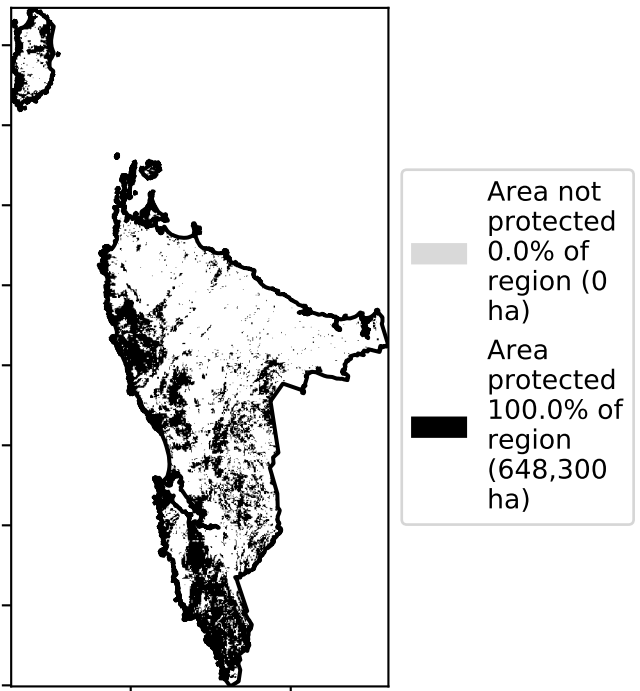 Area not
protected
0.0% of
region (0
ha)
Area
protected
100.0% of
region
(648,300
ha)